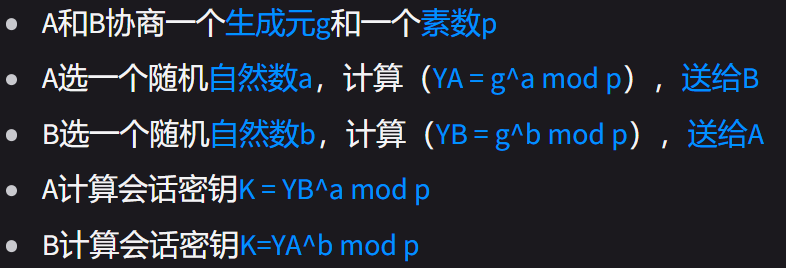 A和B协商一个生成元g和一个素数p
A选一个随机自然数a，计算（YA = g^a mod p），送给B
B选一个随机自然数b，计算（YB = g^b mod p），送给A
A计算会话密钥K = YB^a mod p
B计算会话密钥K=YA^b mod p